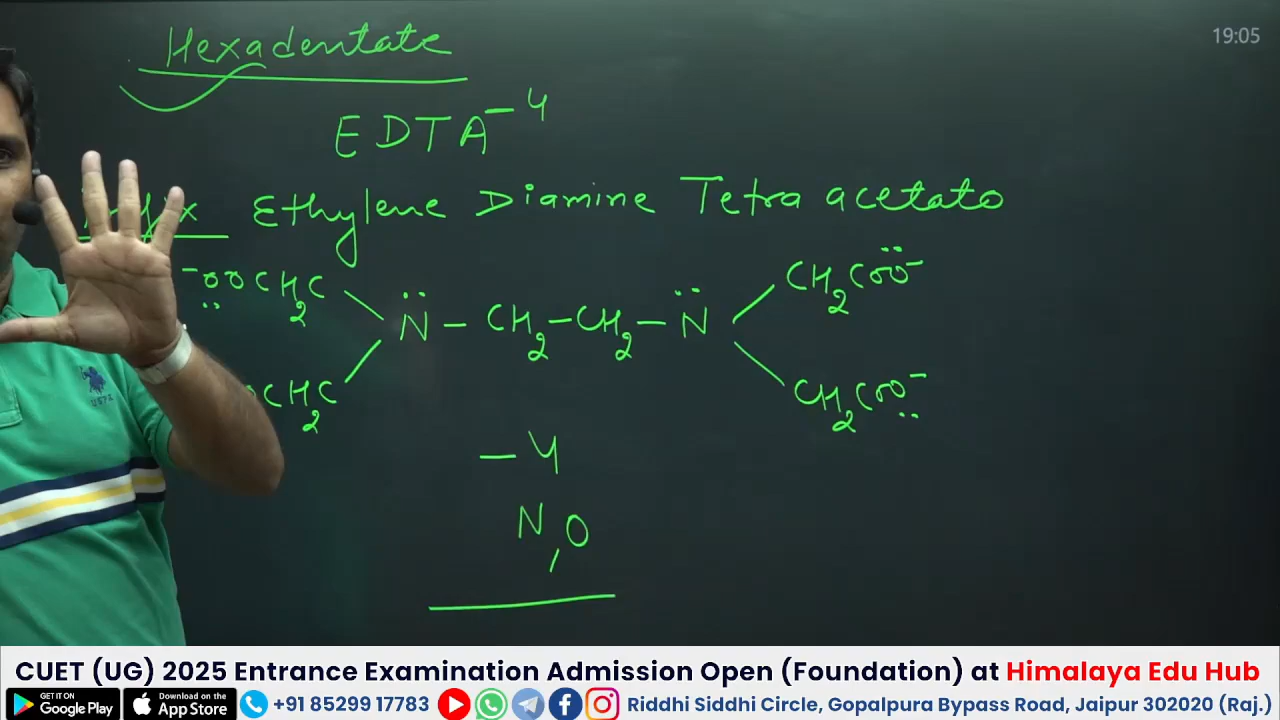 19:05
Hexadentate
EDTA⁻⁴
Ethylene Diamine Tetra acetato
⁻OOCH₂C
CH₂COO⁻
N̈ – CH₂ – CH₂ – N̈
OCH₂C
CH₂COO⁻
– 4
N, O
CUET (UG) 2025 Entrance Examination Admission Open (Foundation) at Himalaya Edu Hub
GET IT ON Google Play Download on the App Store +91 85299 17783 Riddhi Siddhi Circle, Gopalpura Bypass Road, Jaipur 302020 (Raj.)